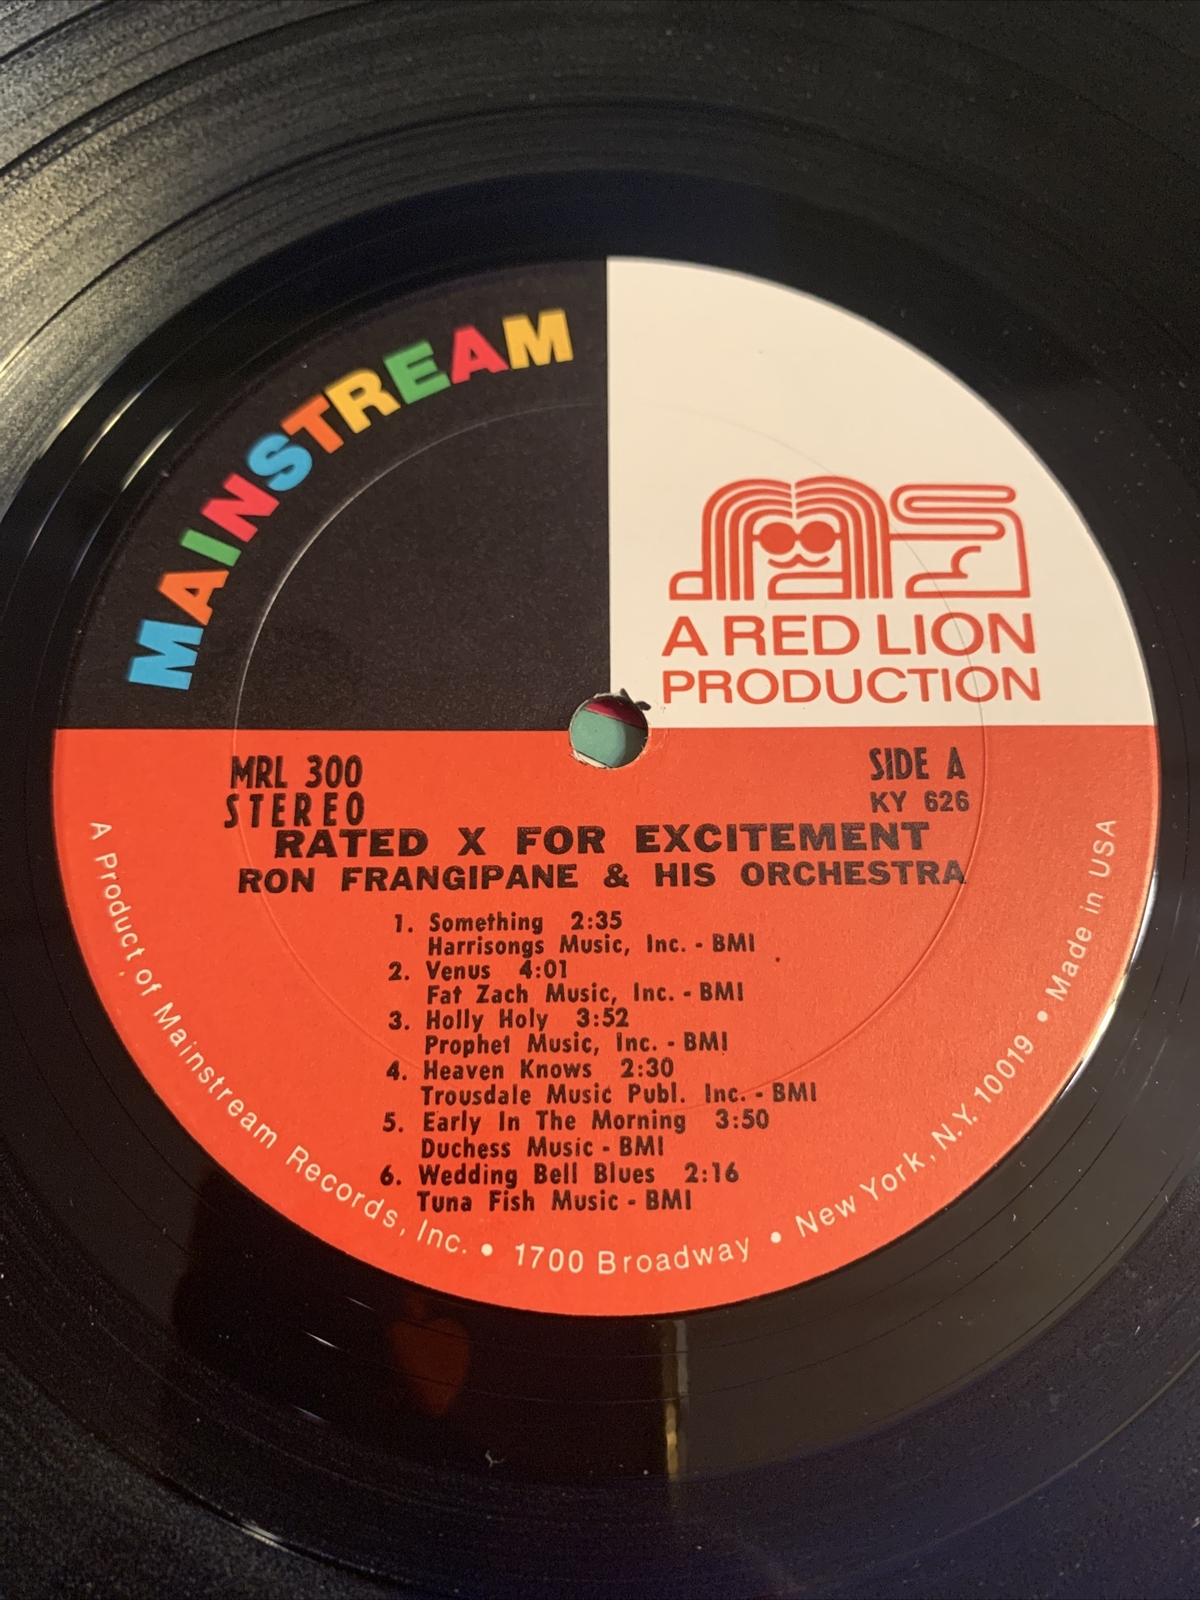 MAINSTREAM
A RED LION
PRODUCTION
MRL 300
STEREO
SIDE A
KY 626
RATED X FOR EXCITEMENT
RON FRANGIPANE & HIS ORCHESTRA
1. Something 2:35
Harrisongs Music, Inc. - BMI
2. Venus 4:01
Fat Zach Music, Inc. - BMI
3. Holly Holy 3:52
Prophet Music, Inc. - BMI
4. Heaven Knows 2:30
Trousdale Music Publ. Inc. - BMI
5. Early In The Morning 3:50
Duchess Music - BMI
6. Wedding Bell Blues 2:16
Tuna Fish Music - BMI
A Product of Mainstream Records, Inc. • 1700 Broadway • New York, N.Y. 10019 • Made in USA